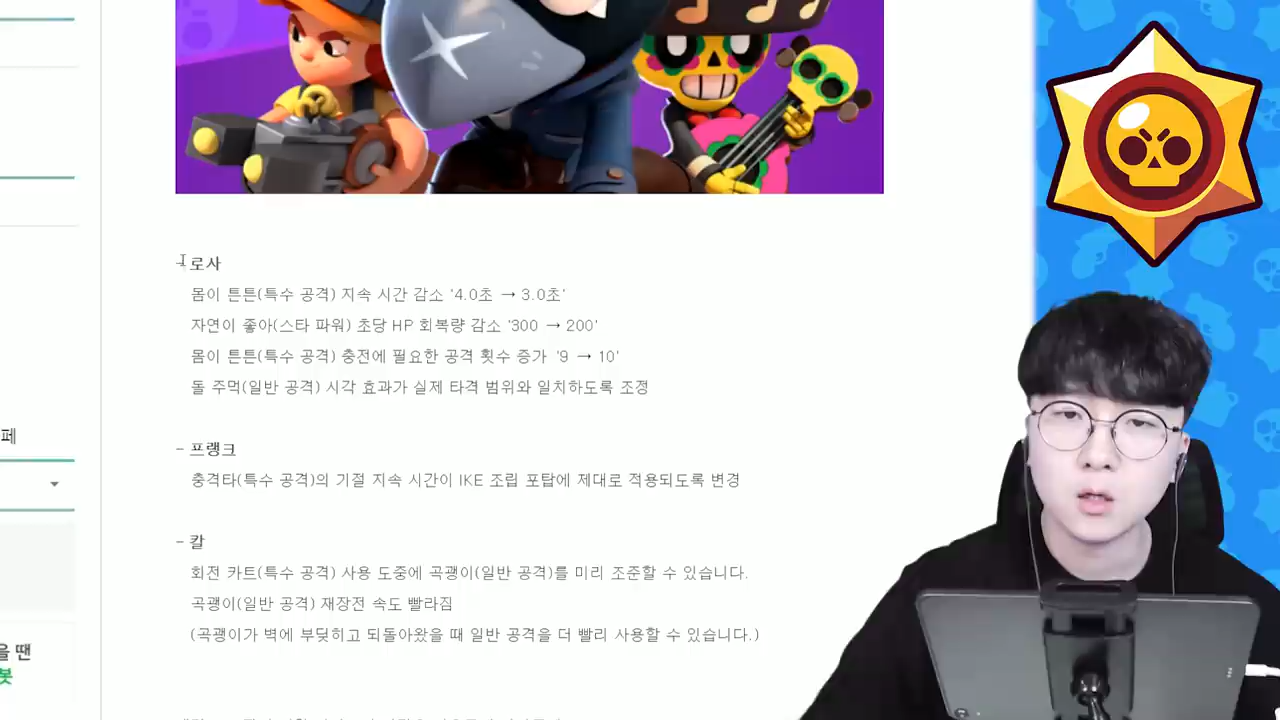 - 로사
몸이 튼튼(특수 공격) 지속 시간 감소 '4.0초 → 3.0초'
자연이 좋아(스타 파워) 초당 HP 회복량 감소 '300 → 200'
몸이 튼튼(특수 공격) 충전에 필요한 공격 횟수 증가 '9 → 10'
돌 주먹(일반 공격) 시각 효과가 실제 타격 범위와 일치하도록 조정
- 프랭크
충격타(특수 공격)의 기절 지속 시간이 IKE 조립 포탑에 제대로 적용되도록 변경
페
- 칼
회전 카트(특수 공격) 사용 도중에 곡괭이(일반 공격)를 미리 조준할 수 있습니다.
곡괭이(일반 공격) 재장전 속도 빨라짐
(곡괭이가 벽에 부딪히고 되돌아왔을 때 일반 공격을 더 빨리 사용할 수 있습니다.)
을 땐
봇